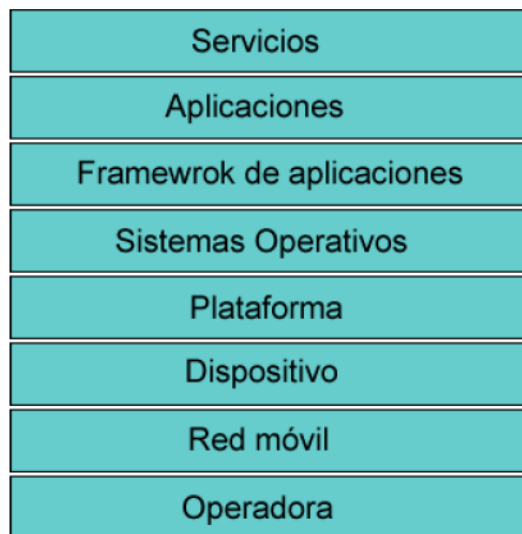 Servicios
Aplicaciones
Framewrok de aplicaciones
Sistemas Operativos
Plataforma
Dispositivo
Red móvil
Operadora